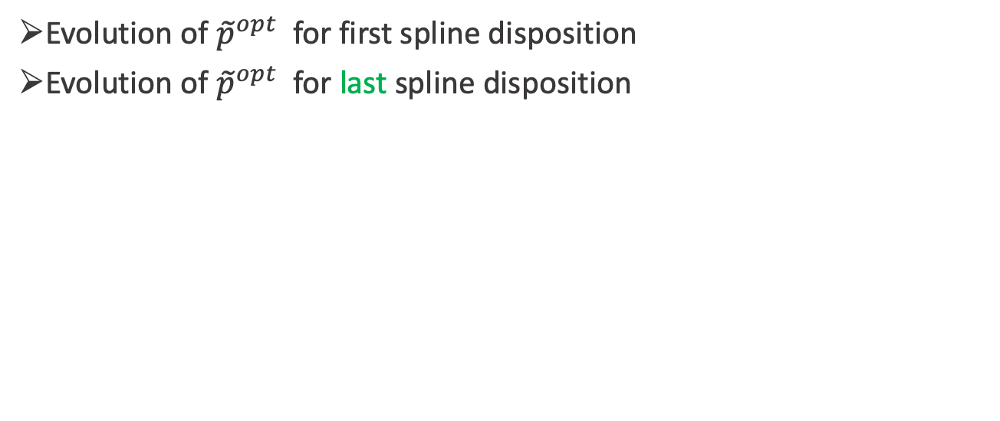 ➢Evolution of p̃ᵒᵖᵗ for first spline disposition
➢Evolution of p̃ᵒᵖᵗ for last spline disposition